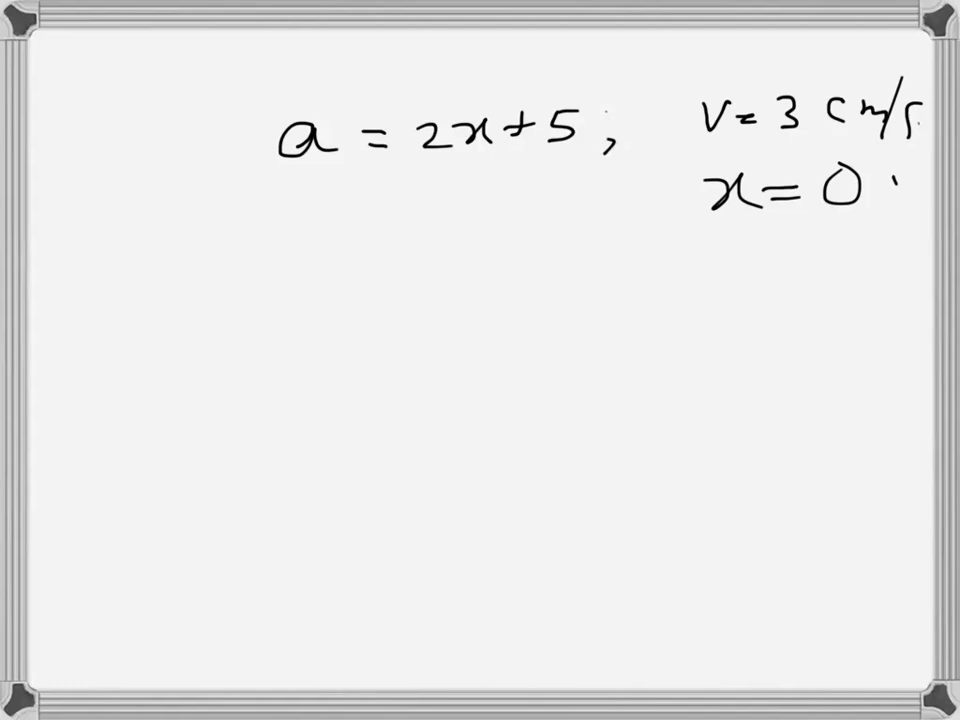 a = 2x+5 ; v = 3 cm/s
x = 0